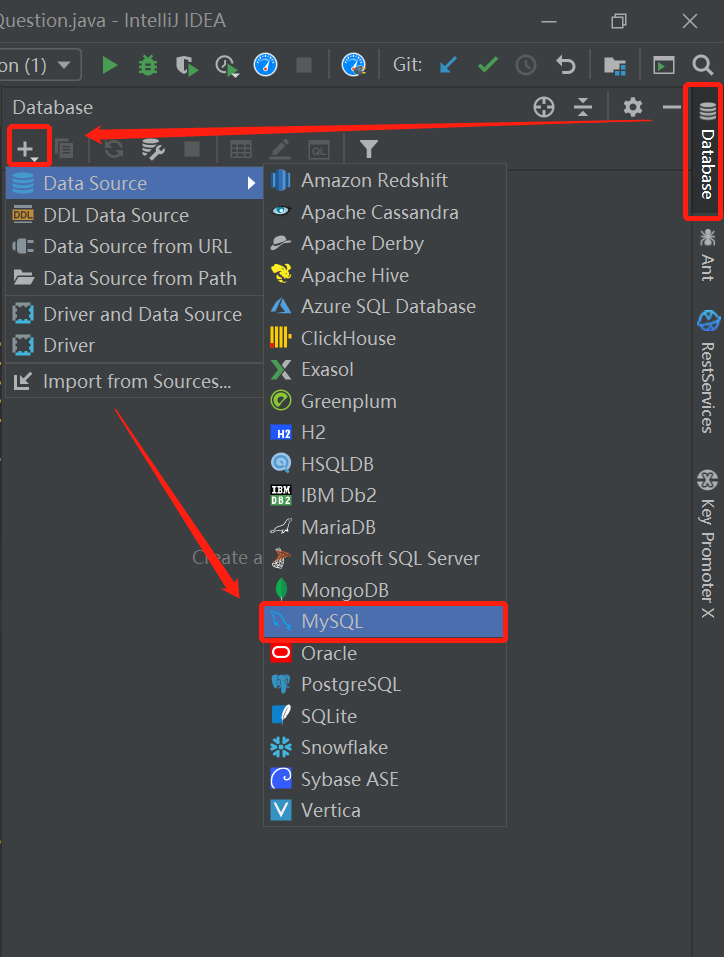 Question.java - IntelliJ IDEA
on (1)
Git:
Database
Data Source
DDL Data Source
Data Source from URL
Data Source from Path
Driver and Data Source
Driver
Import from Sources...
Create a
Amazon Redshift
Apache Cassandra
Apache Derby
Apache Hive
Azure SQL Database
ClickHouse
Exasol
Greenplum
H2
HSQLDB
IBM Db2
MariaDB
Microsoft SQL Server
MongoDB
MySQL
Oracle
PostgreSQL
SQLite
Snowflake
Sybase ASE
Vertica
Database
Ant
RestServices
Key Promoter X